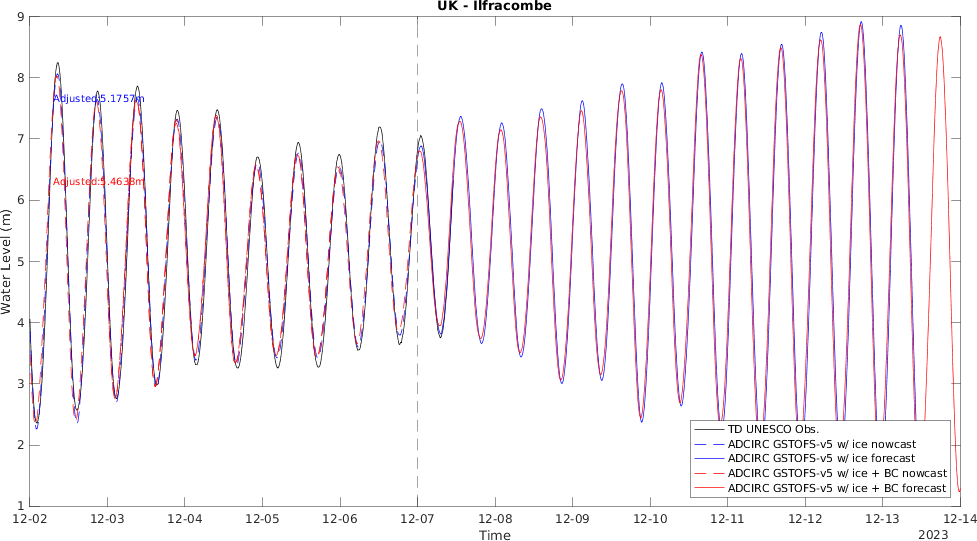 UK - Ilfracombe
9
8
7
6
5
4
3
2
1
Water Level (m)
Adjusted:5.1757m
Adjusted:5.4638m
TD UNESCO Obs.
ADCIRC GSTOFS-v5 w/ ice nowcast
ADCIRC GSTOFS-v5 w/ ice forecast
ADCIRC GSTOFS-v5 w/ ice + BC nowcast
ADCIRC GSTOFS-v5 w/ ice + BC forecast
12-02 12-03 12-04 12-05 12-06 12-07 12-08 12-09 12-10 12-11 12-12 12-13 12-14
Time
2023